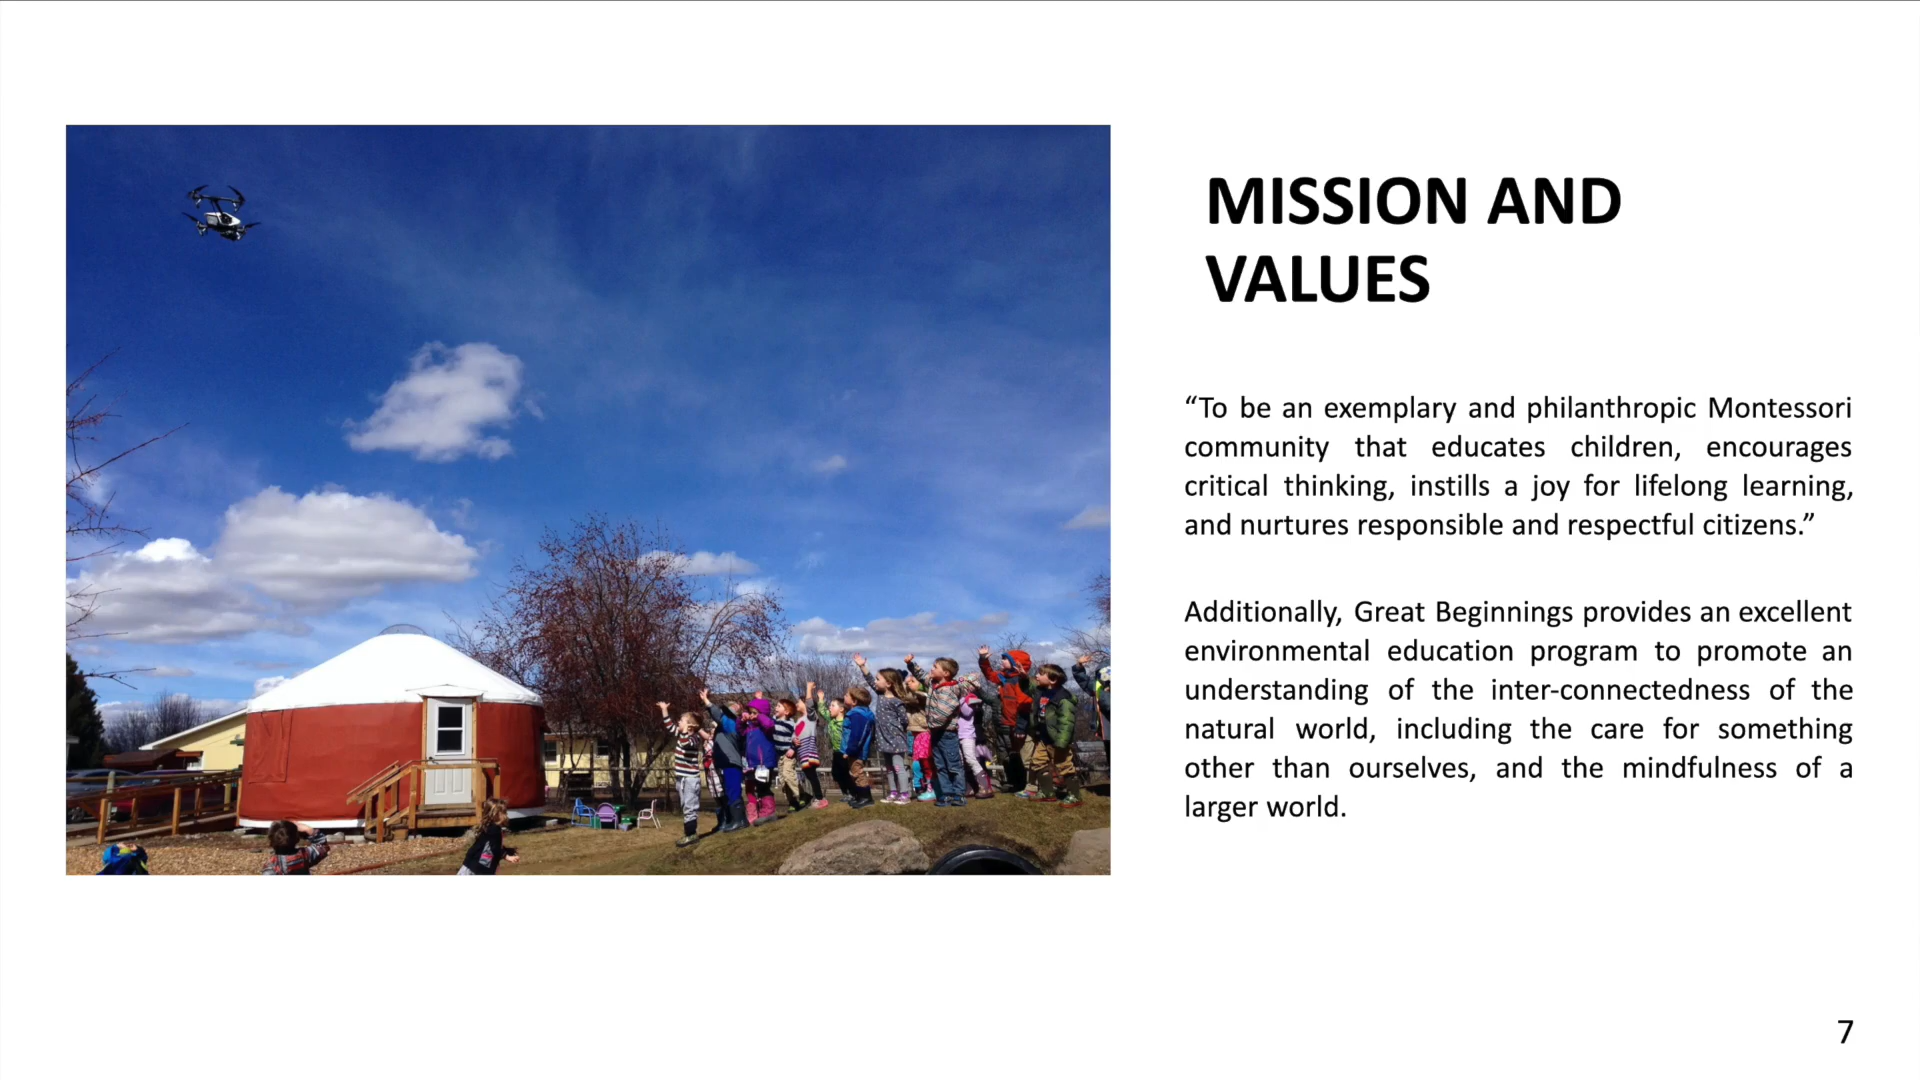 MISSION AND
VALUES
“To be an exemplary and philanthropic Montessori
community that educates children, encourages
critical thinking, instills a joy for lifelong learning,
and nurtures responsible and respectful citizens.”
Additionally, Great Beginnings provides an excellent
environmental education program to promote an
understanding of the inter-connectedness of the
natural world, including the care for something
other than ourselves, and the mindfulness of a
larger world.
7